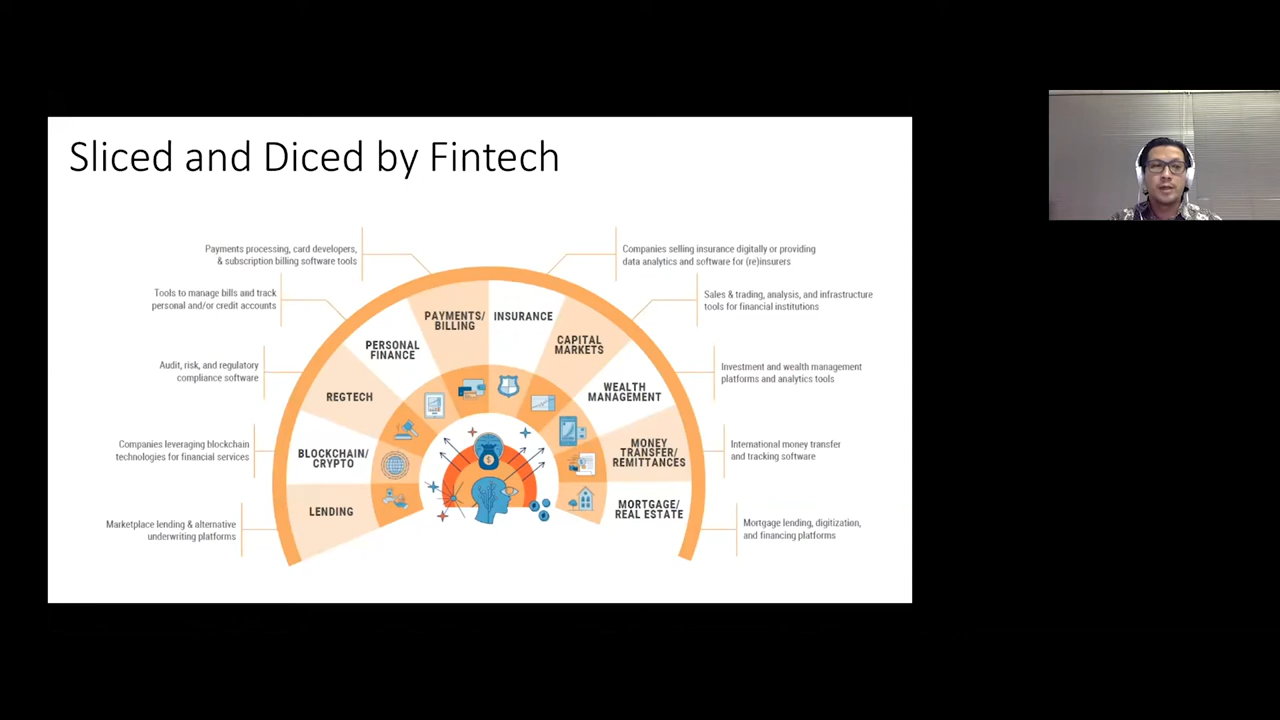 Sliced and Diced by Fintech
Payments processing, card developers,
& subscription billing software tools
Companies selling insurance digitally or providing
data analytics and software for (re)insurers
Tools to manage bills and track
personal and/or credit accounts
Sales & trading, analysis, and infrastructure
tools for financial institutions
Audit, risk, and regulatory
compliance software
Investment and wealth management
platforms and analytics tools
Companies leveraging blockchain
technologies for financial services
International money transfer
and tracking software
Marketplace lending & alternative
underwriting platforms
Mortgage lending, digitization,
and financing platforms
LENDING
BLOCKCHAIN/
CRYPTO
REGTECH
PERSONAL
FINANCE
PAYMENTS/
BILLING
INSURANCE
CAPITAL
MARKETS
WEALTH
MANAGEMENT
MONEY
TRANSFER/
REMITTANCES
MORTGAGE/
REAL ESTATE